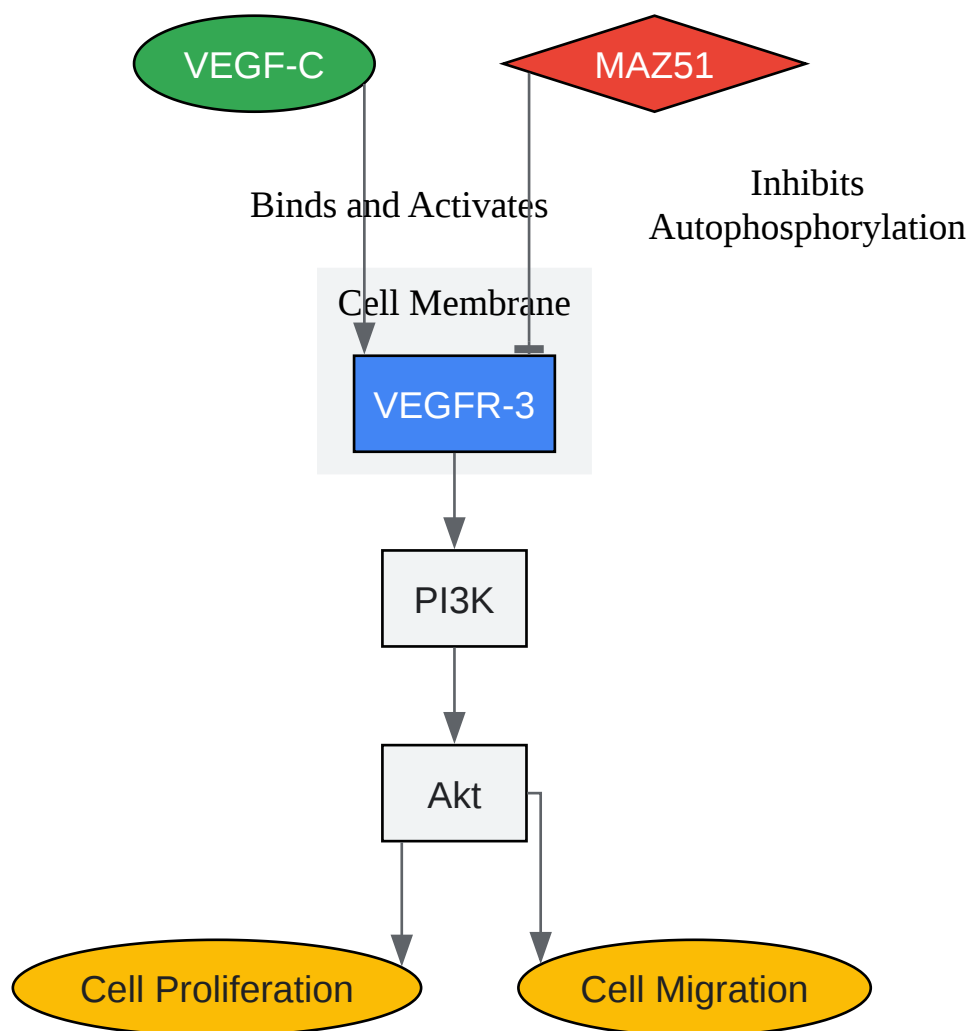 VEGF-C
MAZ51
Binds and Activates
Inhibits
Autophosphorylation
Cell Membrane
VEGFR-3
PI3K
Akt
Cell Proliferation
Cell Migration